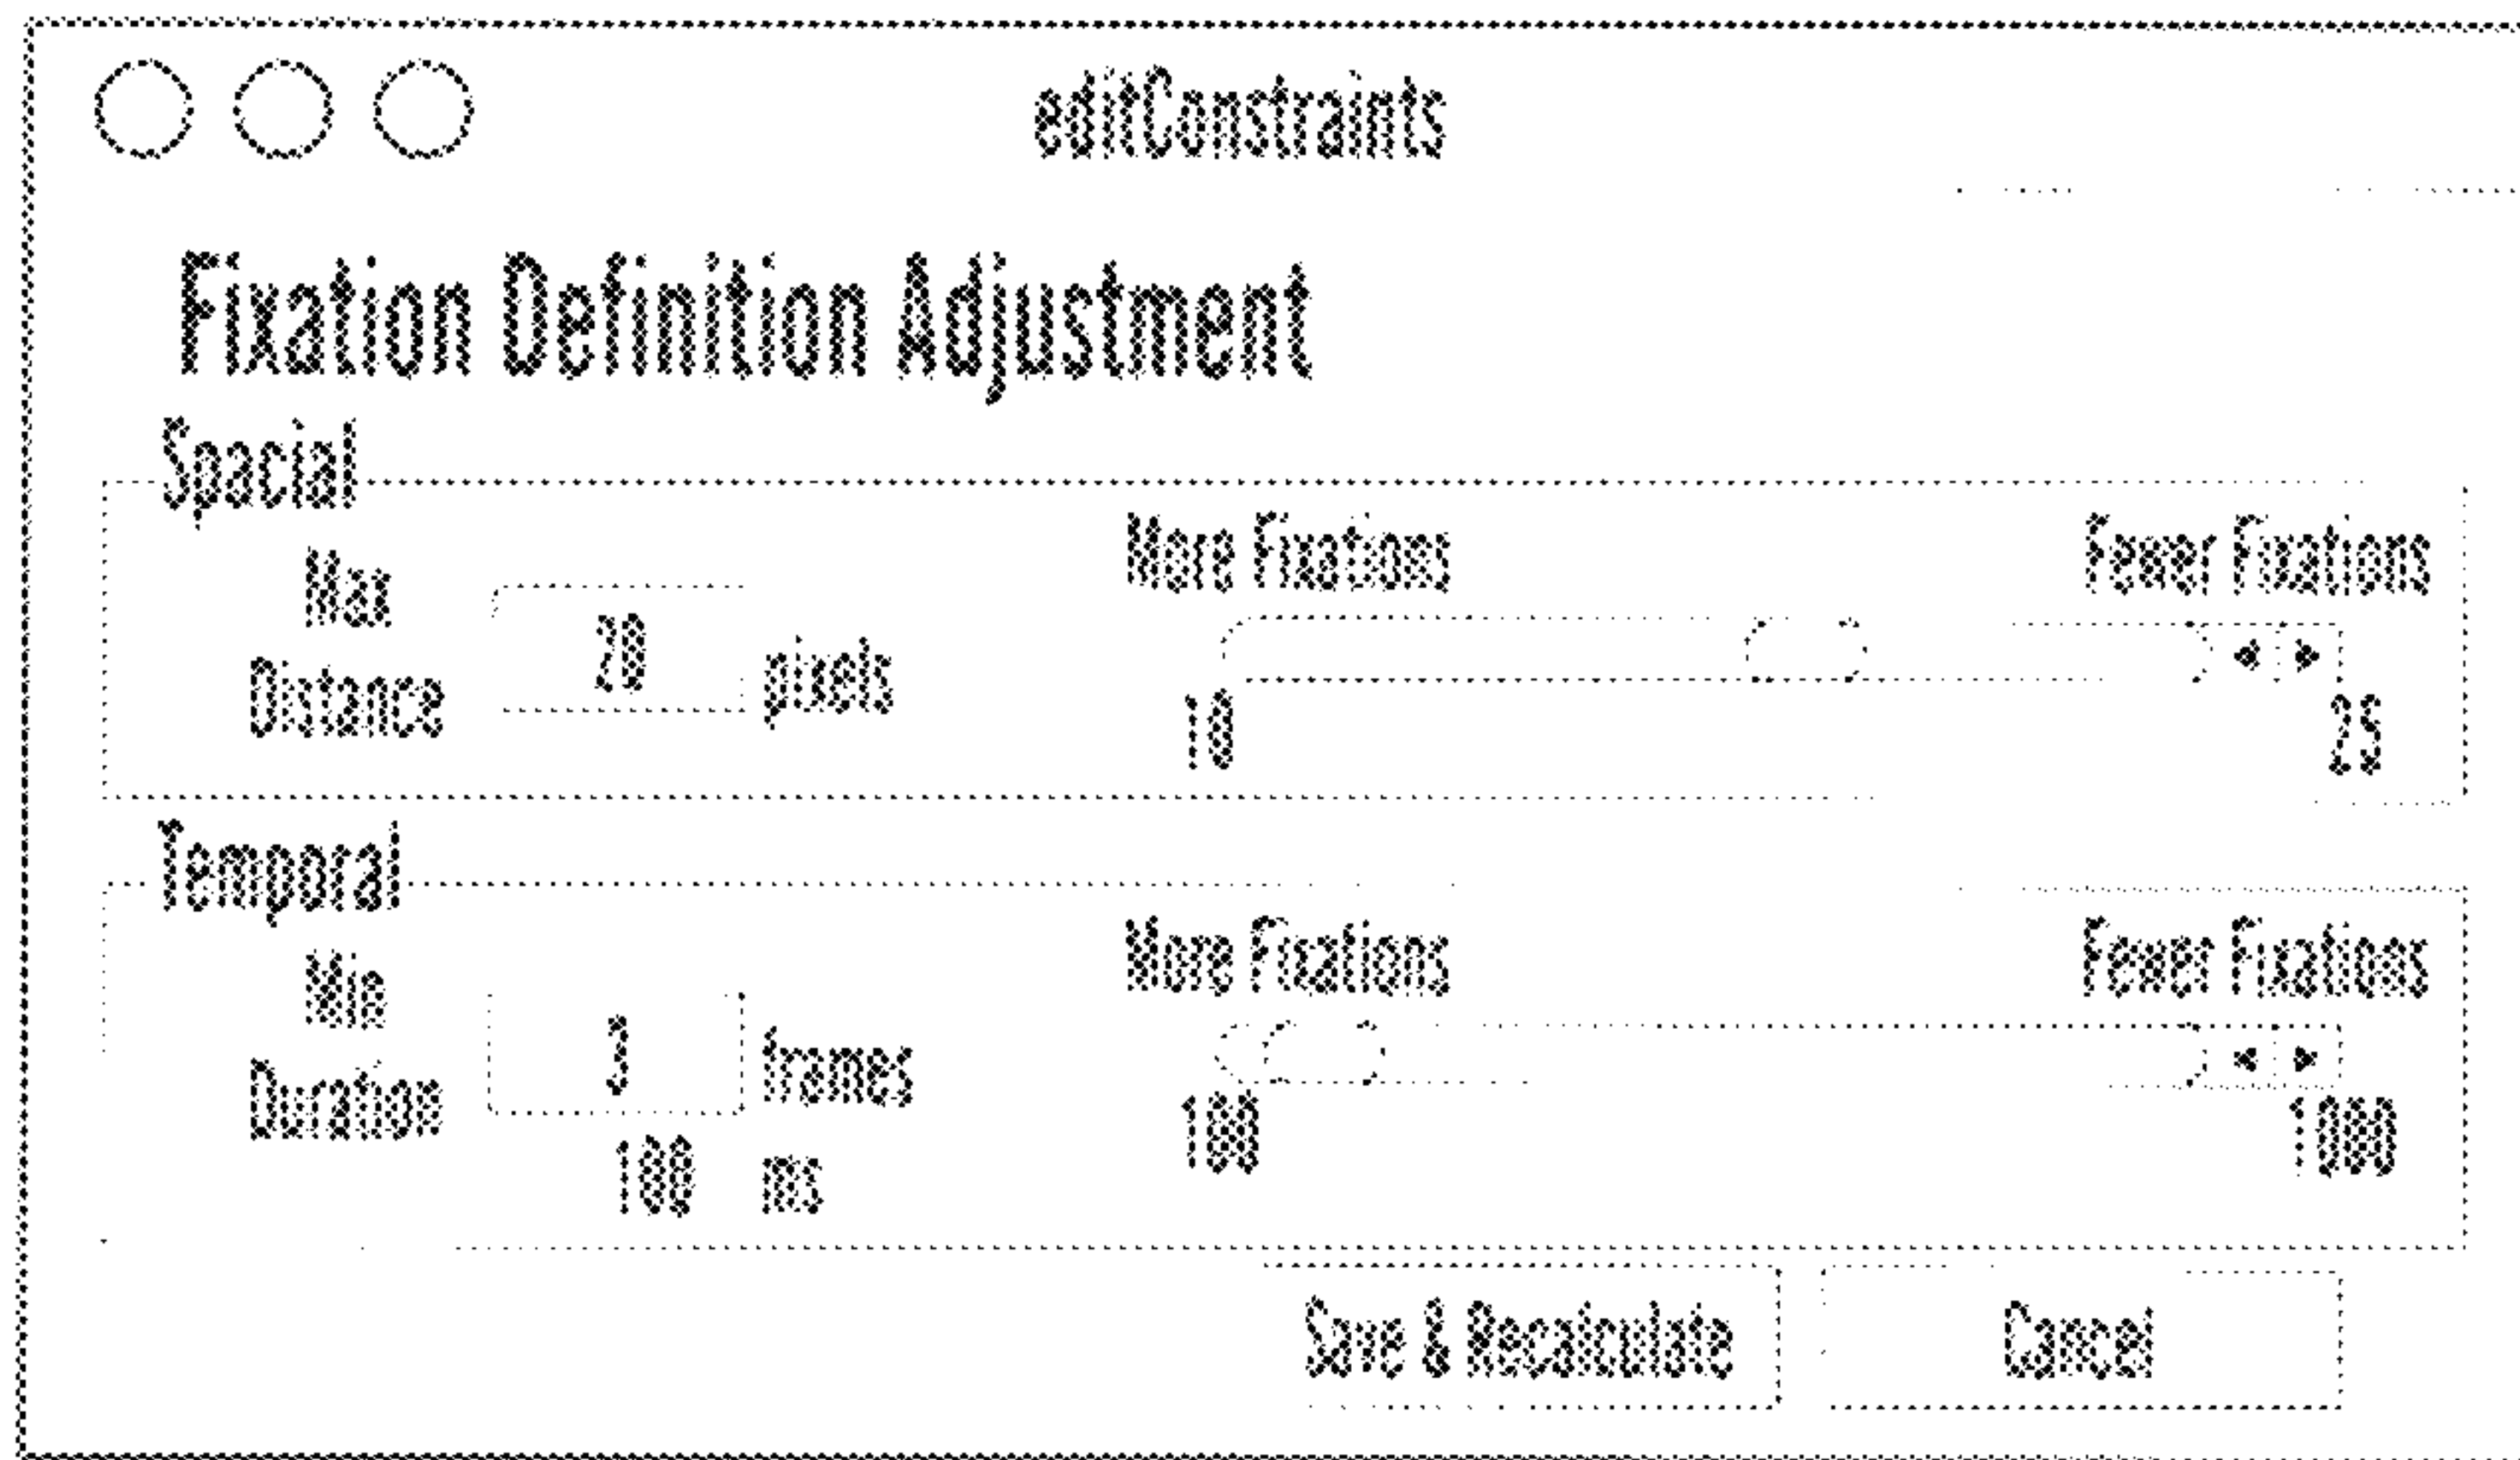 editConstraints
Fixation Definition Adjustment
Spacial
More Fixations Fewer Fixations
Max
Distance
20 pixels
10 25
Temporal
More Fixations Fewer Fixations
Min
Duration
3 frames
100 1000
100 ms
Save & Recalculate Cancel